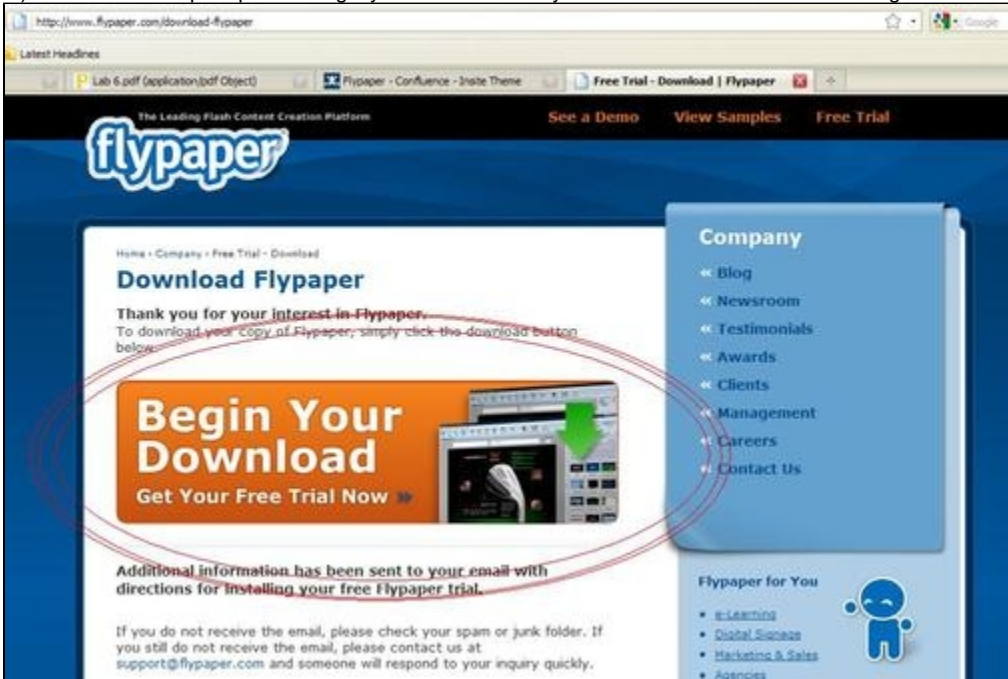 http://www.flypaper.com/download-flypaper
Google
Latest Headlines
Lab 6.pdf (application/pdf Object)
Flypaper - Confluence - Insite Theme
Free Trial - Download | Flypaper
The Leading Flash Content Creation Platform
See a Demo View Samples Free Trial
flypaper
Home › Company › Free Trial - Download
Download Flypaper
Thank you for your interest in Flypaper.
To download your copy of Flypaper, simply click the download button
below.
Begin Your
Download
Get Your Free Trial Now »
Additional information has been sent to your email with
directions for installing your free Flypaper trial.
If you do not receive the email, please check your spam or junk folder. If
you still do not receive the email, please contact us at
support@flypaper.com and someone will respond to your inquiry quickly.
Company
« Blog
« Newsroom
« Testimonials
« Awards
« Clients
« Management
« Careers
« Contact Us
Flypaper for You
• e-Learning
• Digital Signage
• Marketing & Sales
• Agencies